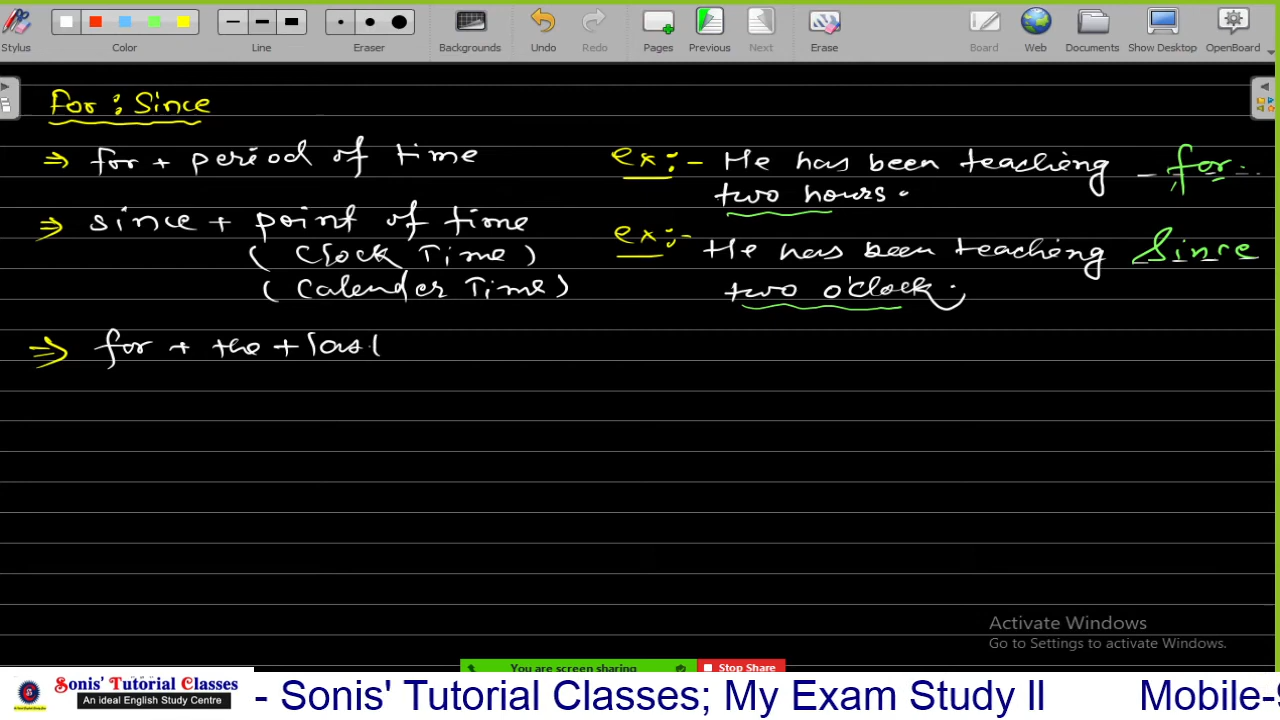 Stylus
Color
Line
Eraser
Backgrounds
Undo
Redo
Pages
Previous
Next
Erase
Board
Web
Documents
Show Desktop
OpenBoard
For : Since
⇒ for + period of time
ex:- He has been teaching - for
two hours.
⇒ since + point of time
(Clock Time)
(Calender Time)
ex:- He has been teaching Since
two o'clock.
⇒ for + the + last
Activate Windows
Go to Settings to activate Windows.
You are screen sharing
Stop Share
Sonis' Tutorial Classes
An ideal English Study Centre
- Sonis' Tutorial Classes; My Exam Study ll
Mobile-9